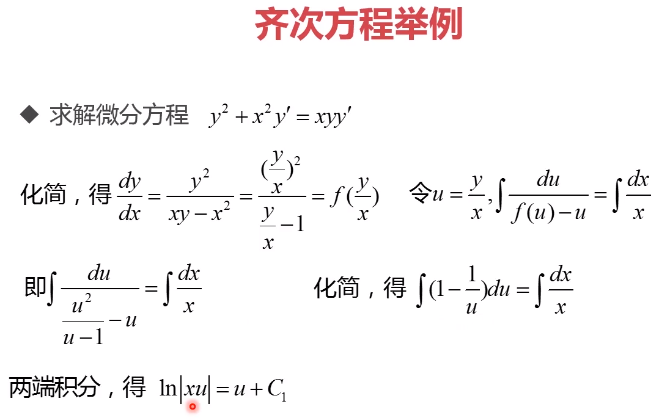 齐次方程举例
◆ 求解微分方程 $y^2 + x^2 y' = xyy'$
化简，得 $\frac{dy}{dx} = \frac{y^2}{xy - x^2} = \frac{(\frac{y}{x})^2}{\frac{y}{x} - 1} = f(\frac{y}{x})$ 令 $u = \frac{y}{x}, \int \frac{du}{f(u) - u} = \int \frac{dx}{x}$
即 $\int \frac{du}{\frac{u^2}{u-1} - u} = \int \frac{dx}{x}$ 化简，得 $\int (1 - \frac{1}{u}) du = \int \frac{dx}{x}$
两端积分，得 $\ln|xu| = u + C_1$